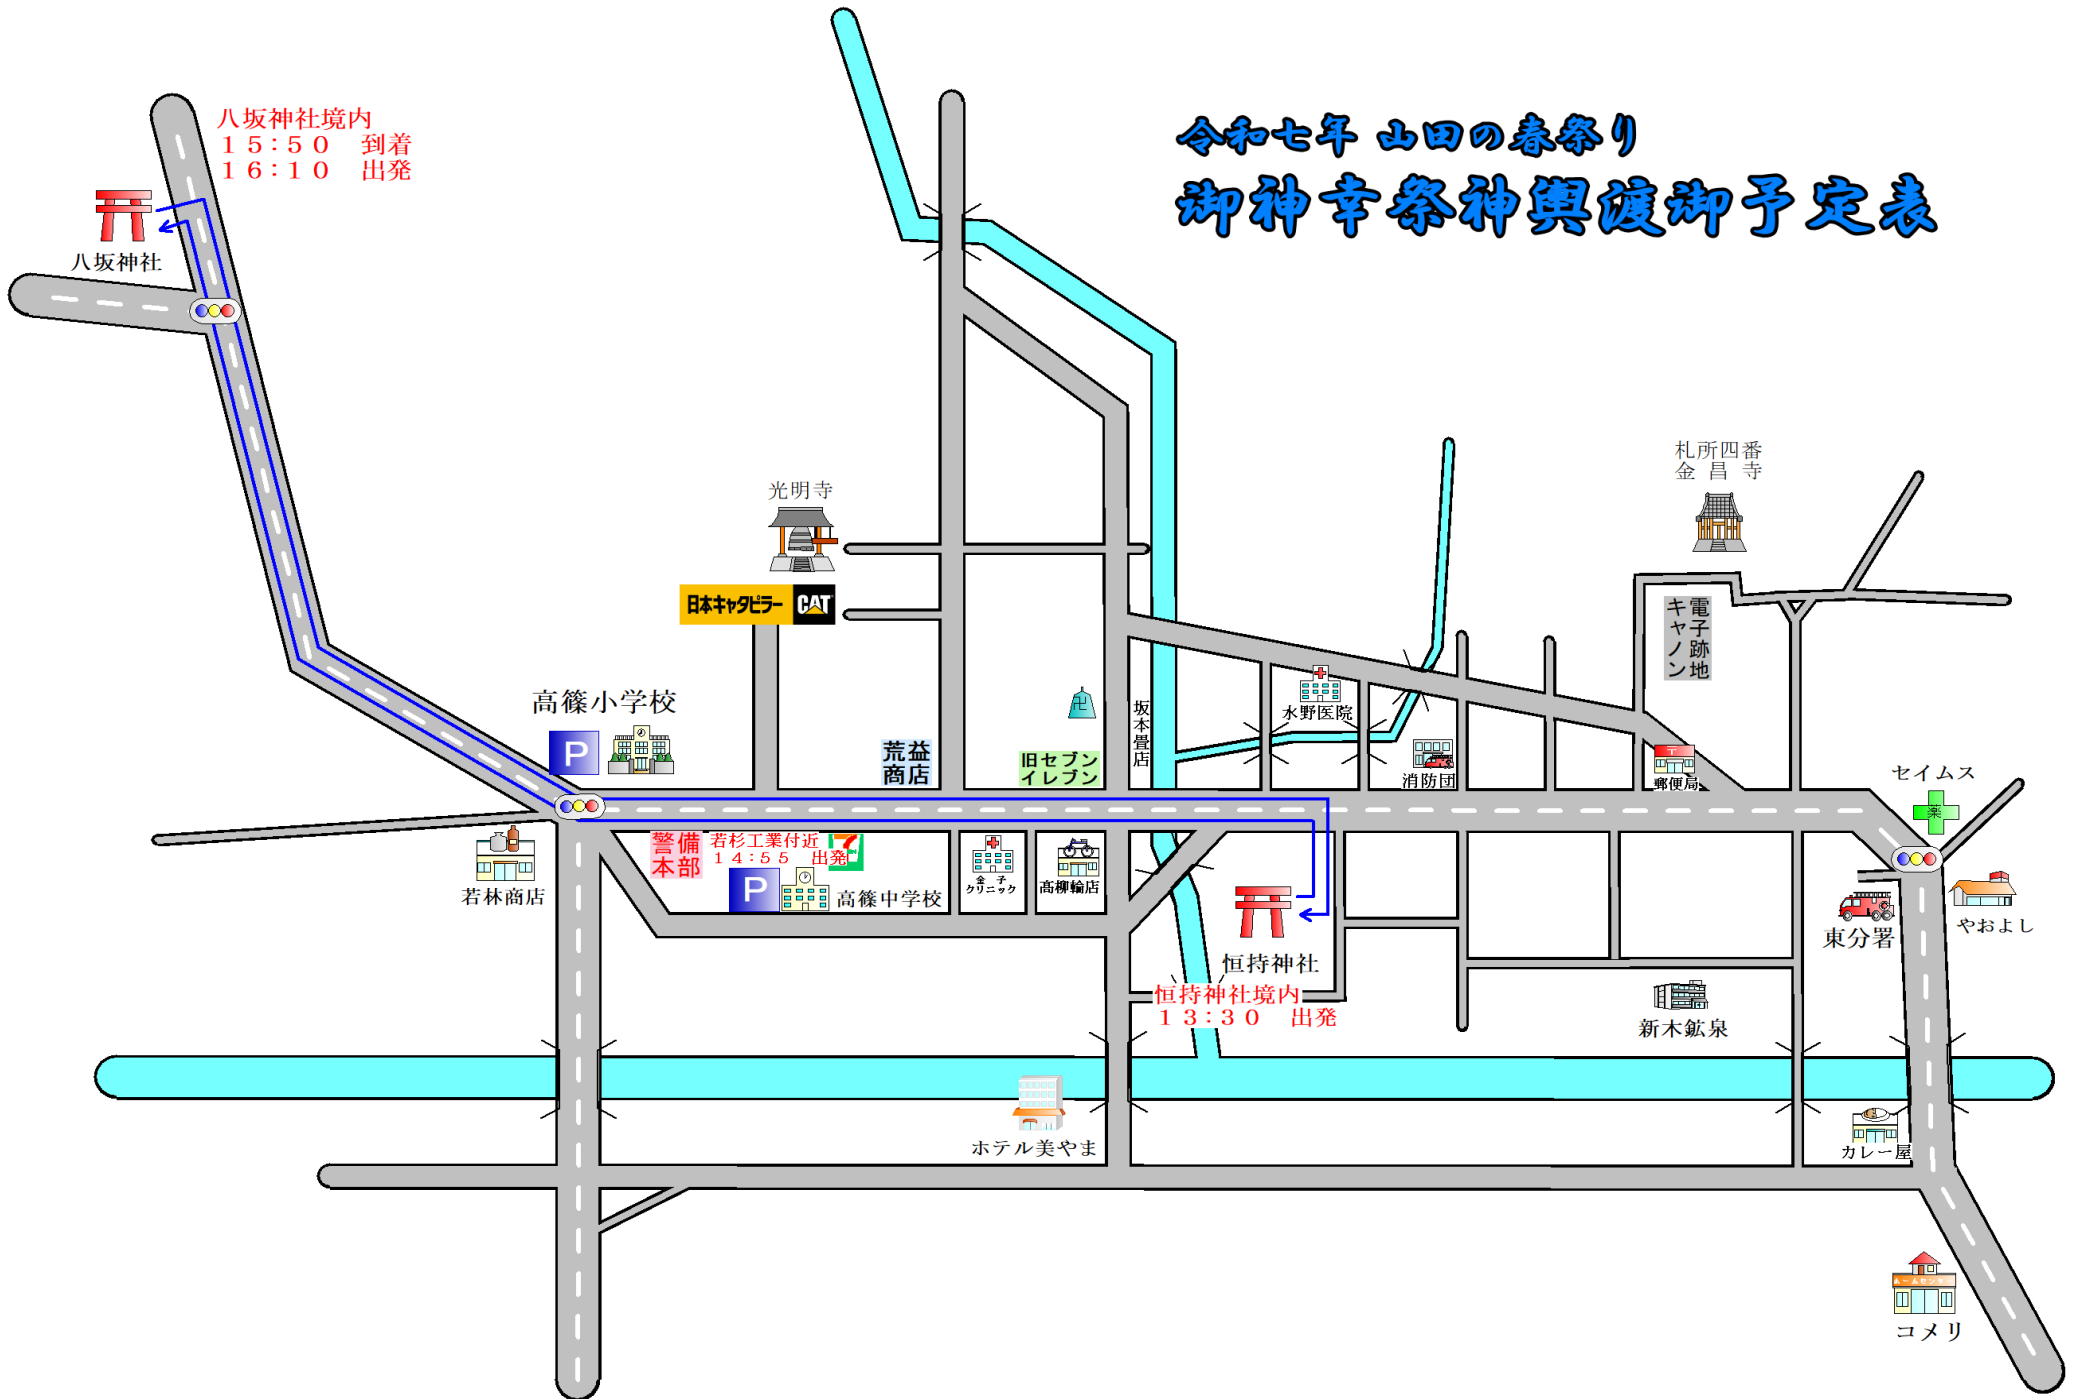 令和七年 山田の春祭り
御神幸祭神輿渡御予定表
八坂神社境内
15:50 到着
16:10 出発
八坂神社
札所四番
金昌寺
光明寺
日本キャタピラー CAT
電子跡地
キャノン
高篠小学校
P
水野医院
坂本畳店
荒益
商店
旧セブン
イレブン
消防団
郵便局
セイムス
薬
警備
本部
若杉工業付近
14:55 出発
7
P
高篠中学校
金子
クリニック
高柳輪店
若林商店
東分署
やおよし
恒持神社
恒持神社境内
13:30 出発
新木鉱泉
ホテル美やま
カレー屋
ホームセンター
コメリ